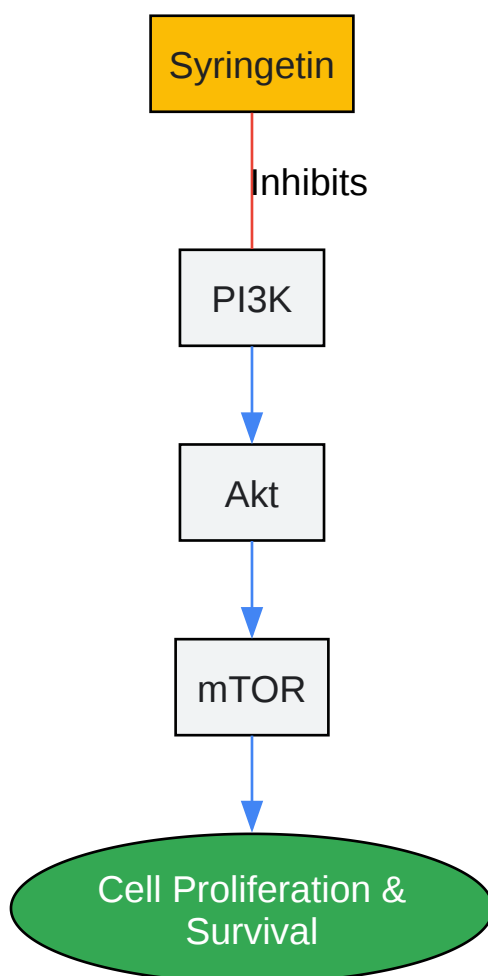 Syringetin
Inhibits
PI3K
Akt
mTOR
Cell Proliferation &
Survival